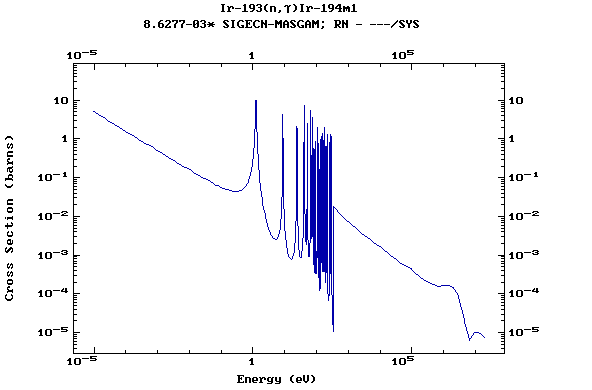 Ir-193(n,γ)Ir-194m1
8.6277-03* SIGECN-MASGAM; RN - ---/SYS
10⁻⁵ 1 10⁵
10 10
1 1
10⁻¹ 10⁻¹
10⁻² 10⁻²
10⁻³ 10⁻³
10⁻⁴ 10⁻⁴
10⁻⁵ 10⁻⁵
Cross Section (barns)
10⁻⁵ 1 10⁵
Energy (eV)